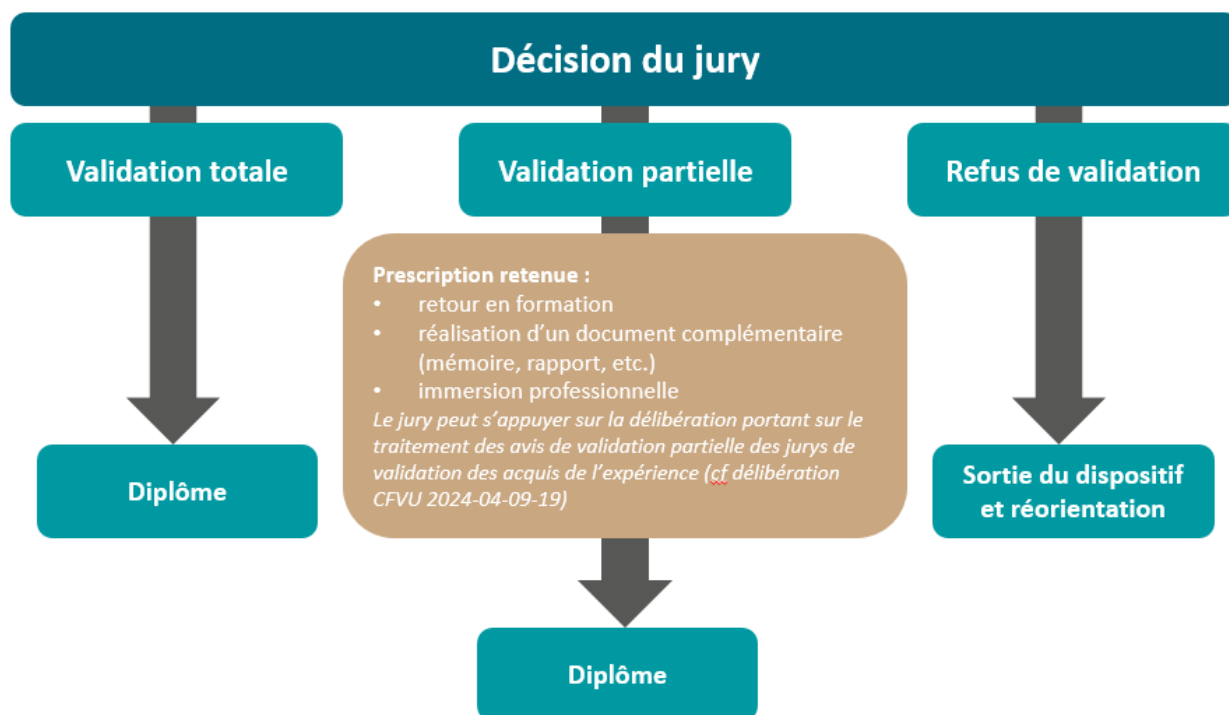 Décision du jury
Validation totale
Validation partielle
Refus de validation
Prescription retenue :
• retour en formation
• réalisation d’un document complémentaire
(mémoire, rapport, etc.)
• immersion professionnelle
Le jury peut s’appuyer sur la délibération portant sur le
traitement des avis de validation partielle des jurys de
validation des acquis de l’expérience (cf délibération
CFVU 2024-04-09-19)
Diplôme
Sortie du dispositif
et réorientation
Diplôme